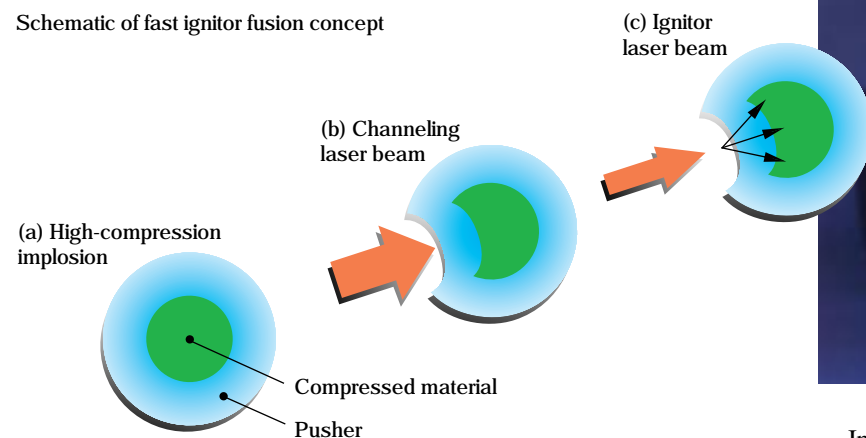 Schematic of fast ignitor fusion concept
(a) High-compression
implosion
Compressed material
Pusher
(b) Channeling
laser beam
(c) Ignitor
laser beam